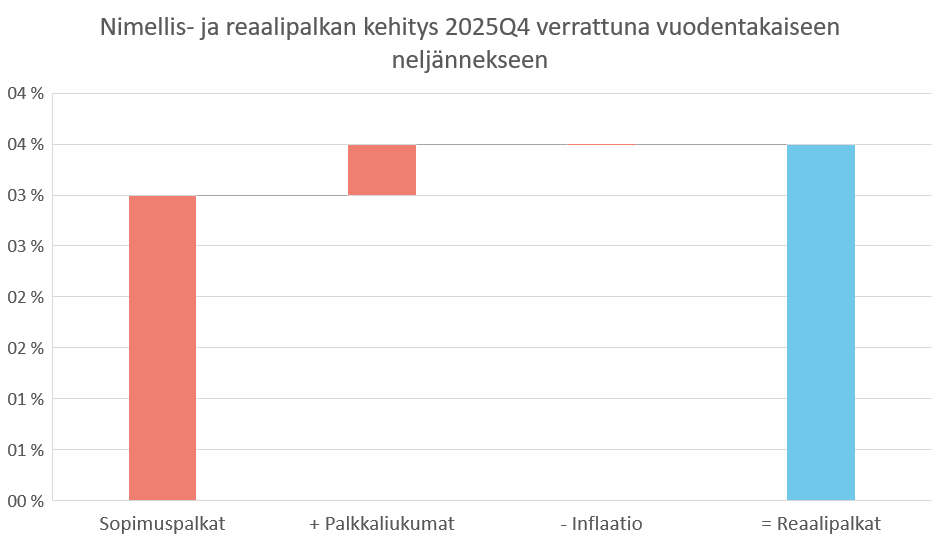 Nimellis- ja reaalipalkan kehitys 2025Q4 verrattuna vuodentakaiseen
neljännekseen
04 %
04 %
03 %
03 %
02 %
02 %
01 %
01 %
00 %
Sopimuspalkat
+ Palkkaliukumat
- Inflaatio
= Reaalipalkat